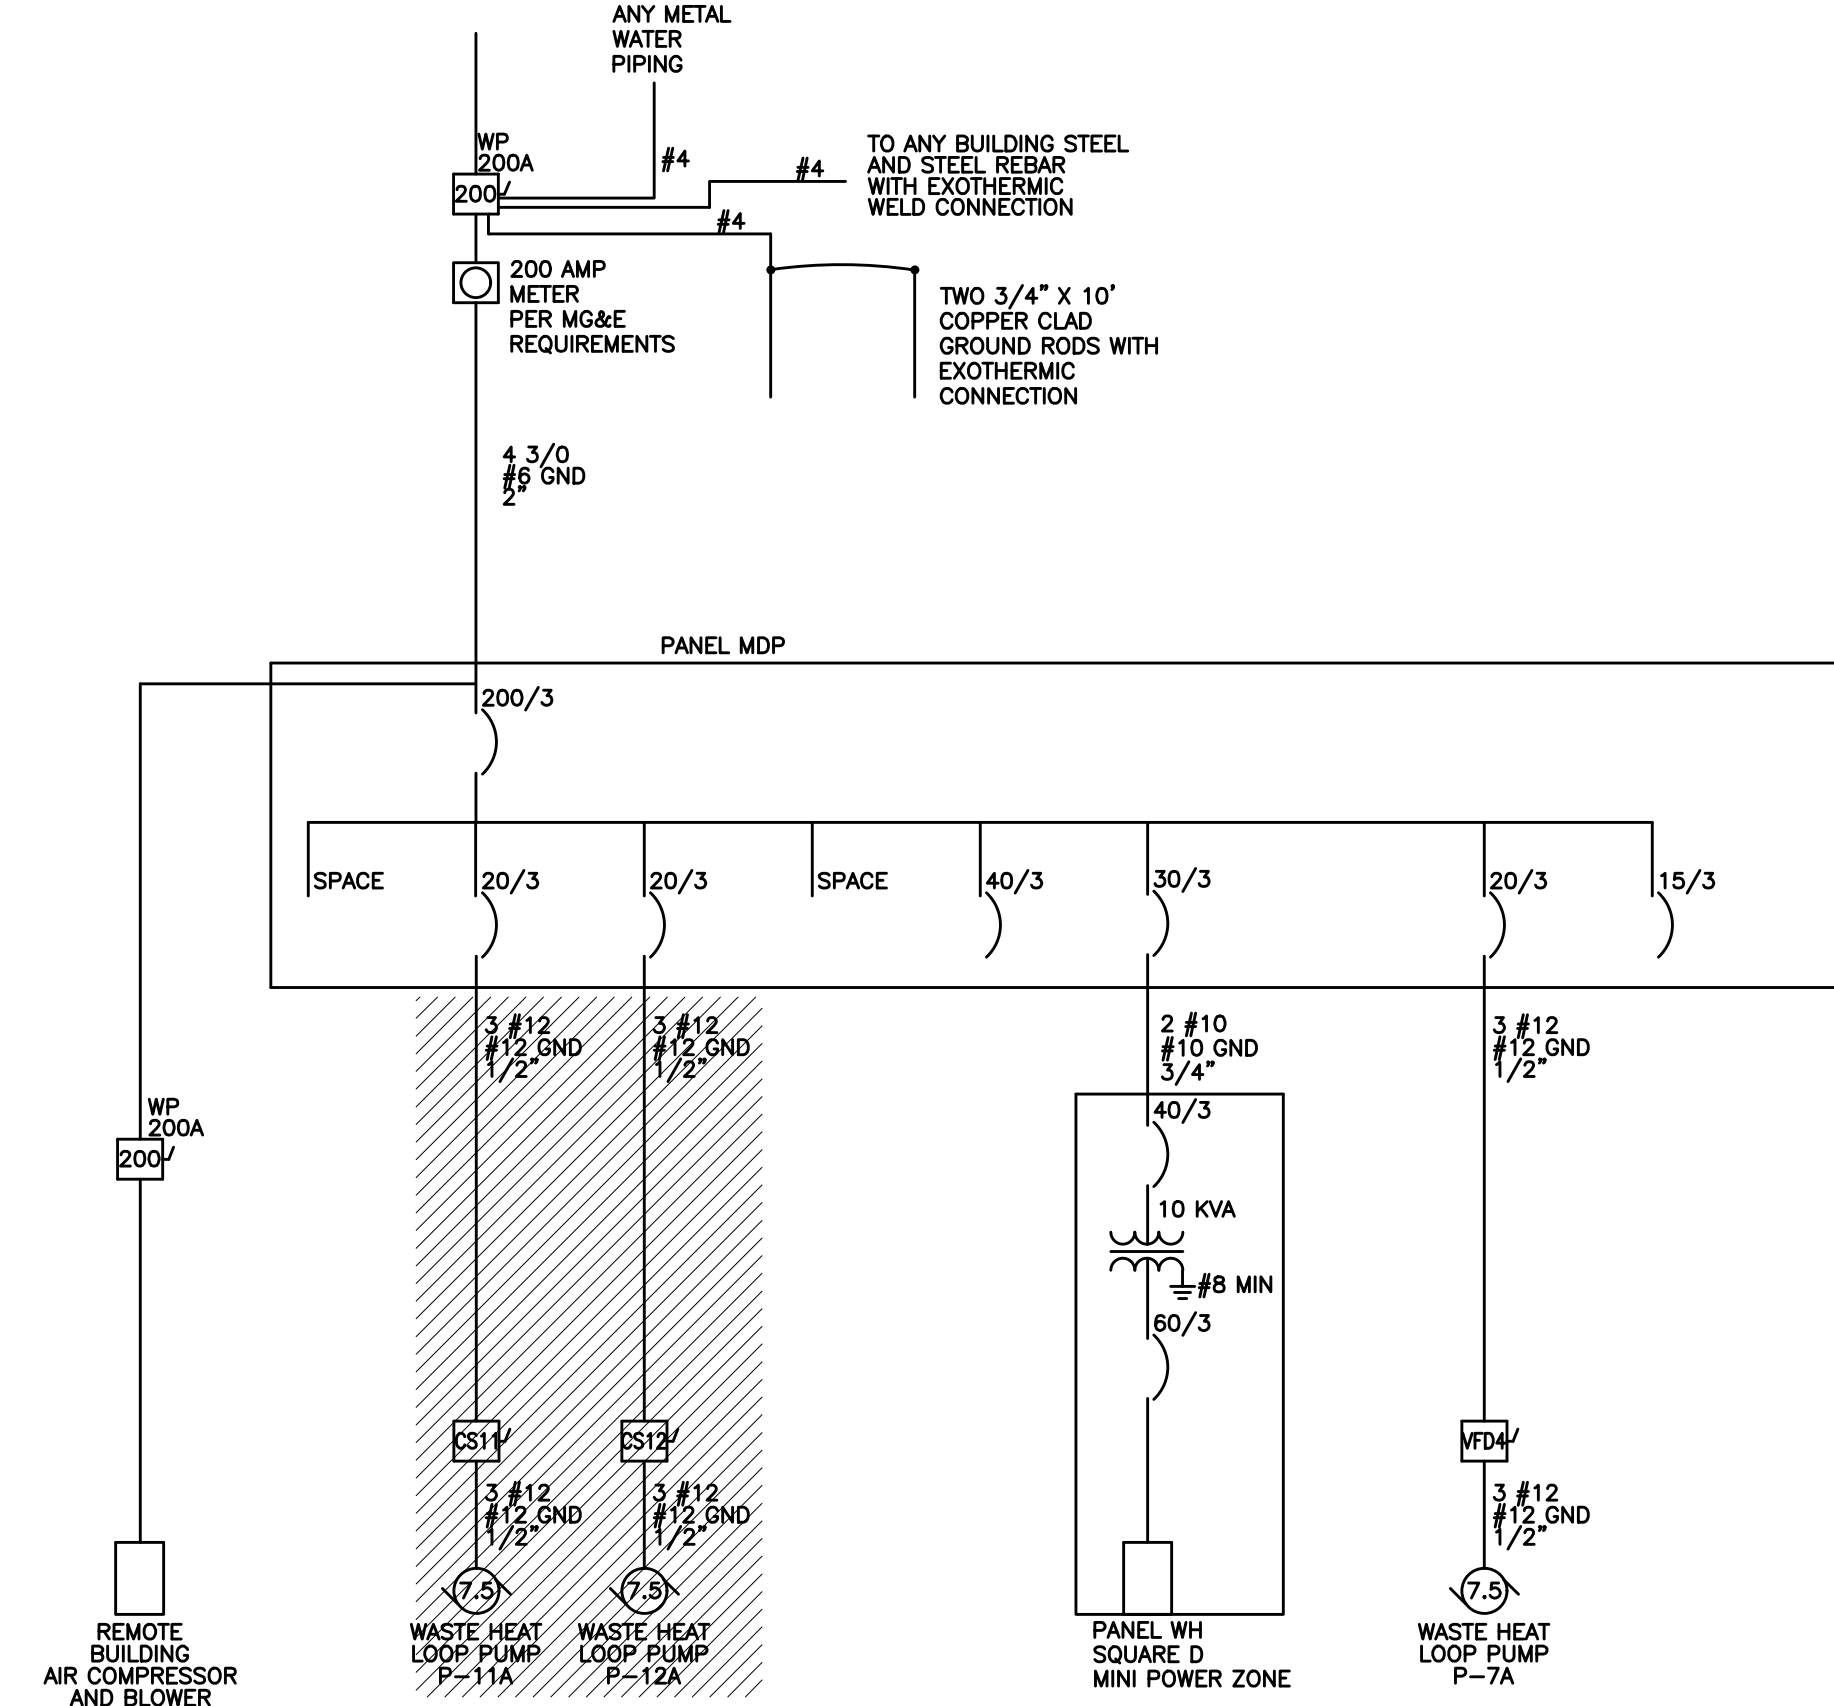 ANY METAL
WATER
PIPING
WP
200A
200
#4
#4
#4
TO ANY BUILDING STEEL
AND STEEL REBAR
WITH EXOTHERMIC
WELD CONNECTION
200 AMP
METER
PER MG&E
REQUIREMENTS
TWO 3/4" X 10'
COPPER CLAD
GROUND RODS WITH
EXOTHERMIC
CONNECTION
4 3/0
#6 GND
2"
PANEL MDP
200/3
SPACE
20/3
20/3
SPACE
40/3
30/3
20/3
15/3
3 #12
#12 GND
1/2"
3 #12
#12 GND
1/2"
2 #10
#10 GND
3/4"
3 #12
#12 GND
1/2"
WP
200A
200
40/3
10 KVA
#8 MIN
60/3
CS11
CS12
VFD4
3 #12
#12 GND
1/2"
3 #12
#12 GND
1/2"
3 #12
#12 GND
1/2"
7.5
7.5
7.5
REMOTE
BUILDING
AIR COMPRESSOR
AND BLOWER
WASTE HEAT
LOOP PUMP
P-11A
WASTE HEAT
LOOP PUMP
P-12A
PANEL WH
SQUARE D
MINI POWER ZONE
WASTE HEAT
LOOP PUMP
P-7A